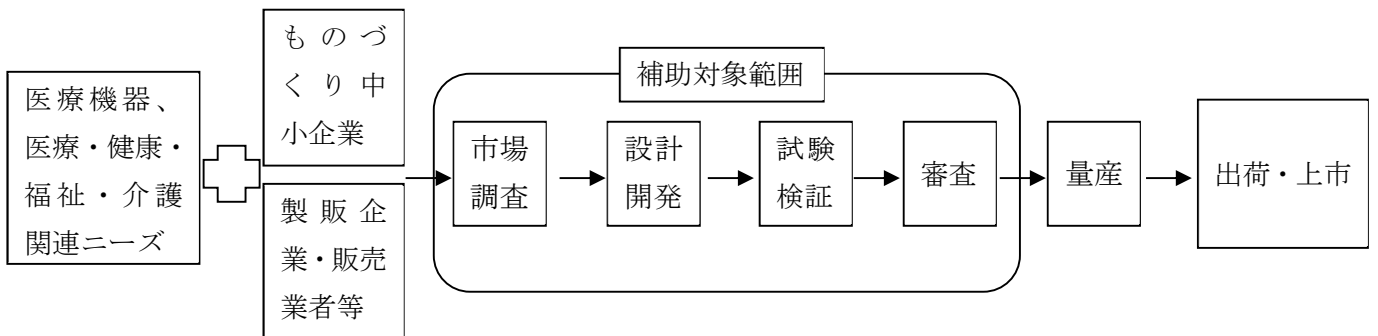 医療機器、
医療・健康・
福祉・介護
関連ニーズ
ものづ
くり中
小企業
製販企
業・販売
業者等
補助対象範囲
市場
調査
設計
開発
試験
検証
審査
量産
出荷・上市